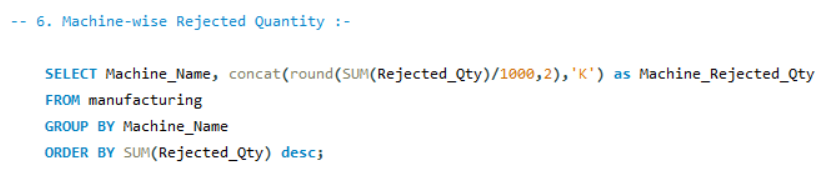 -- 6. Machine-wise Rejected Quantity :-
SELECT Machine_Name, concat(round(SUM(Rejected_Qty)/1000,2),'K') as Machine_Rejected_Qty
FROM manufacturing
GROUP BY Machine_Name
ORDER BY SUM(Rejected_Qty) desc;